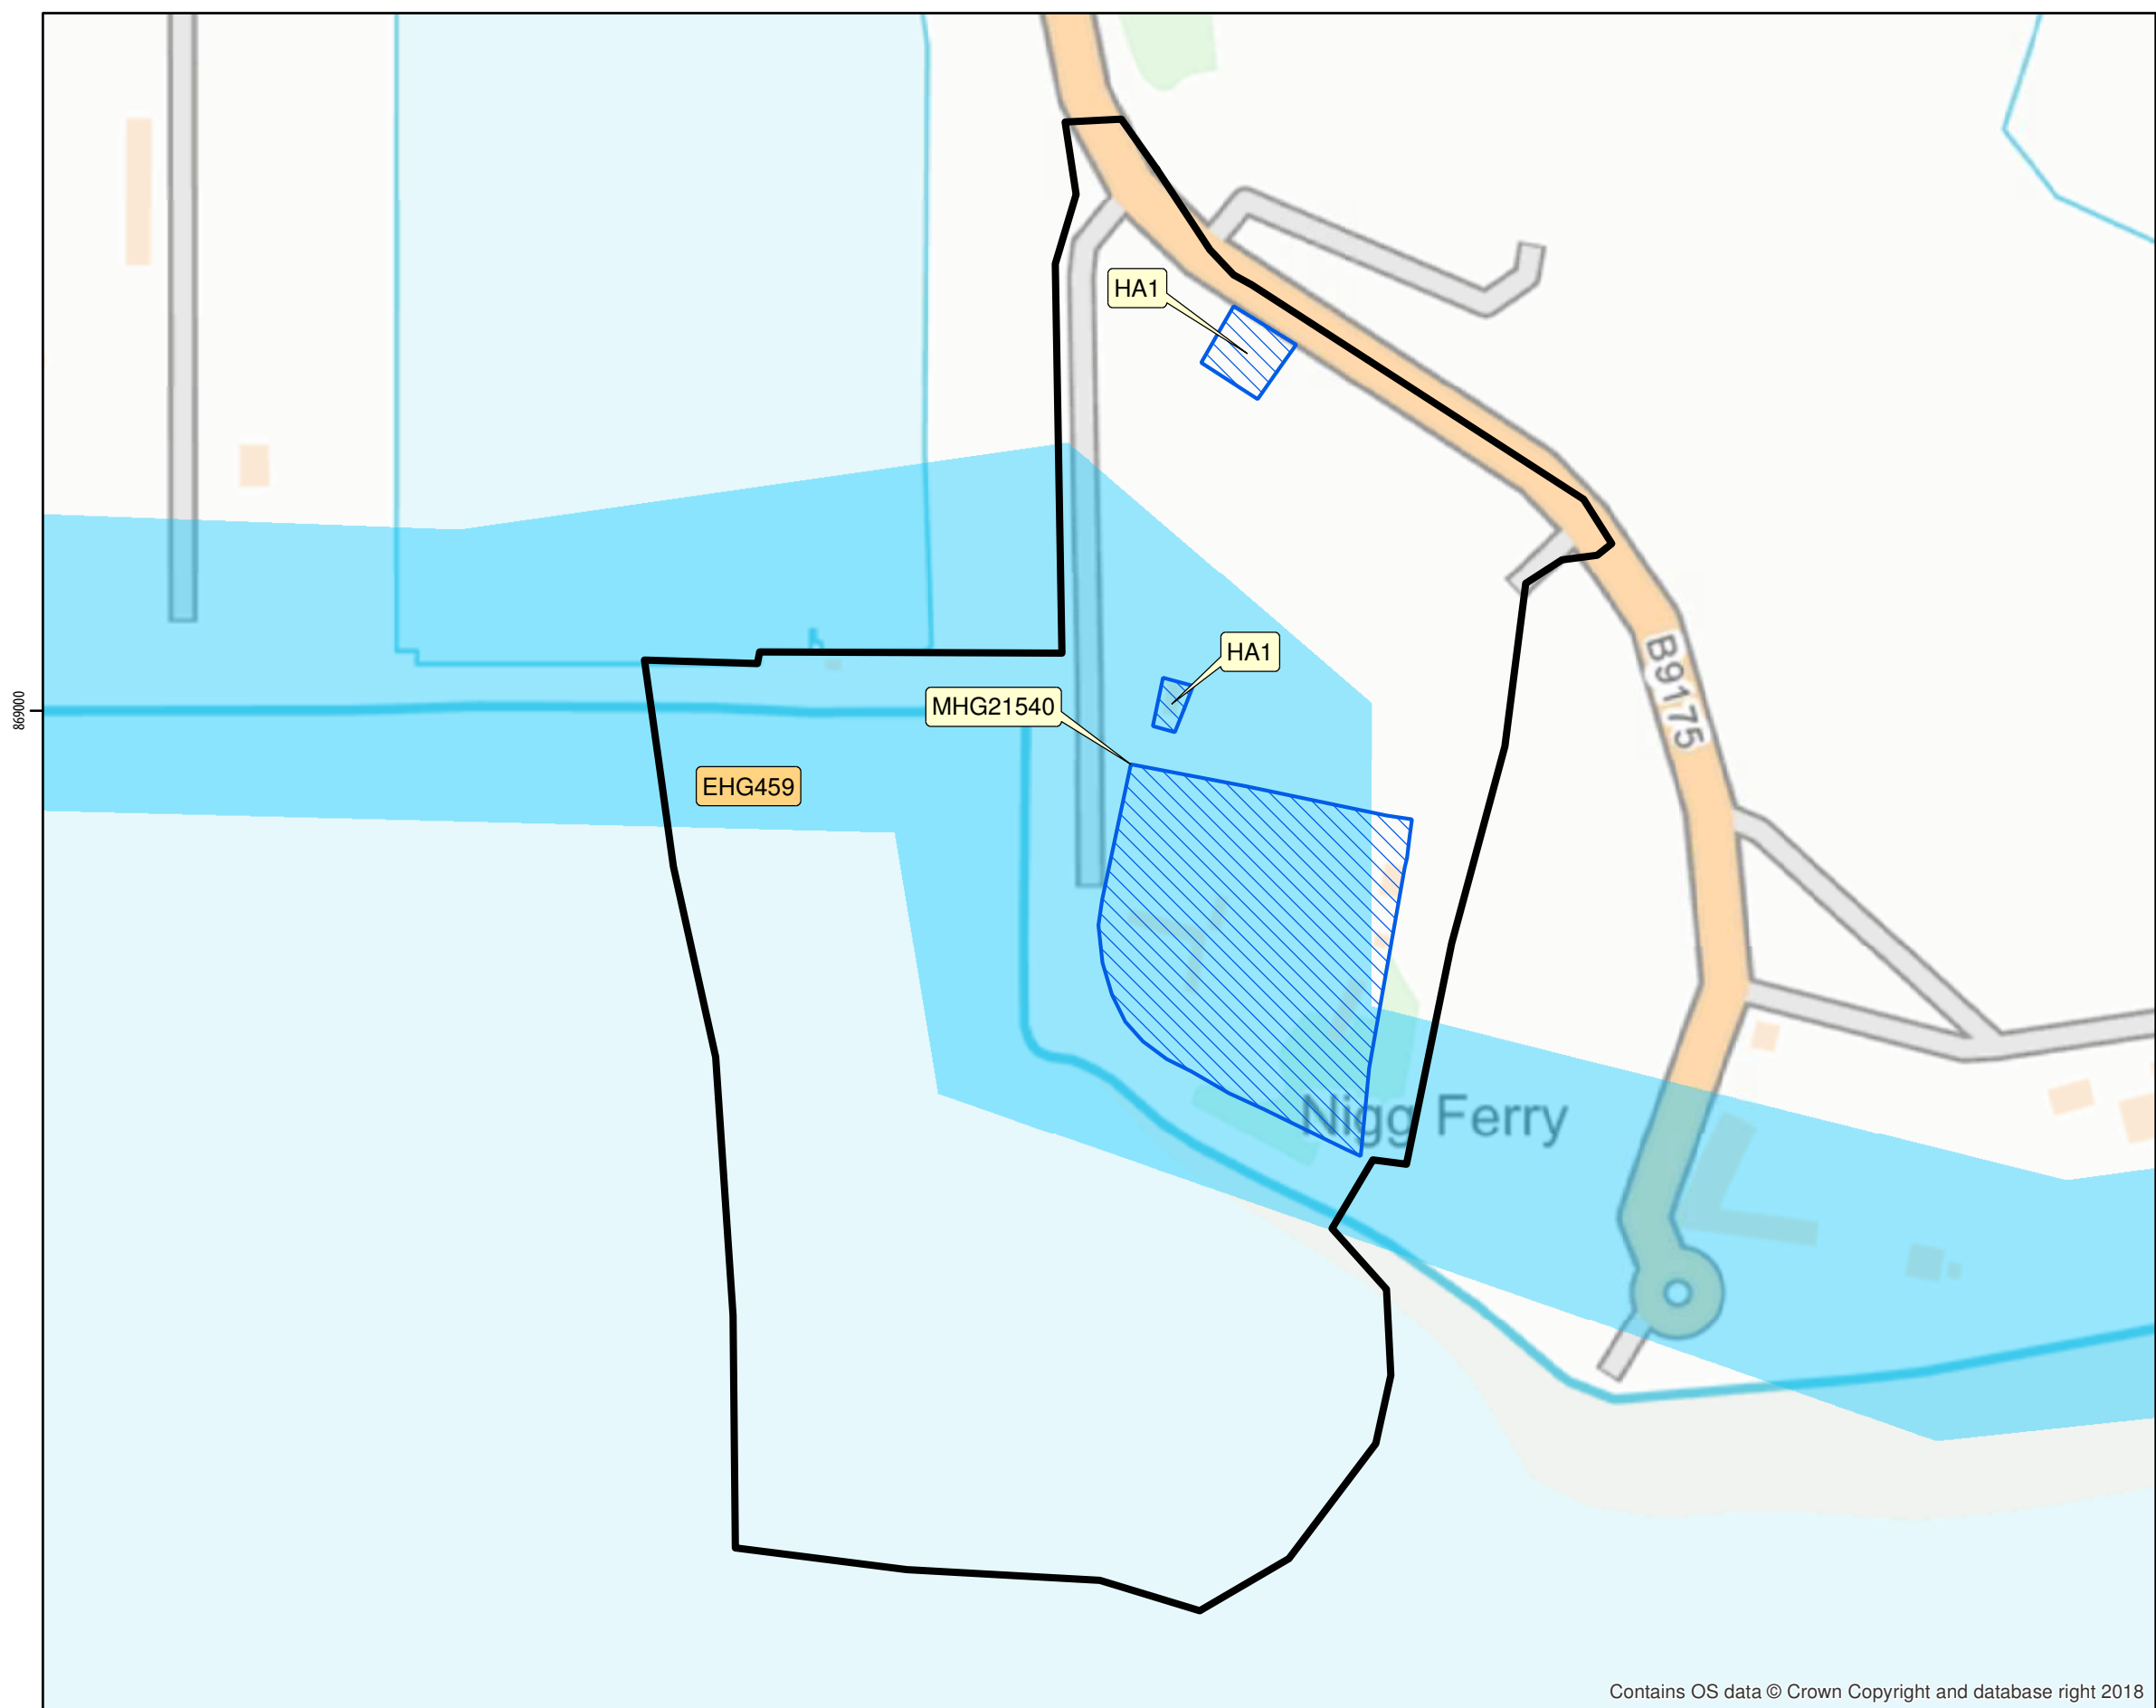 HA1
HA1
B9175
869000
MHG21540
EHG459
Nigg Ferry
Contains OS data © Crown Copyright and database right 2018